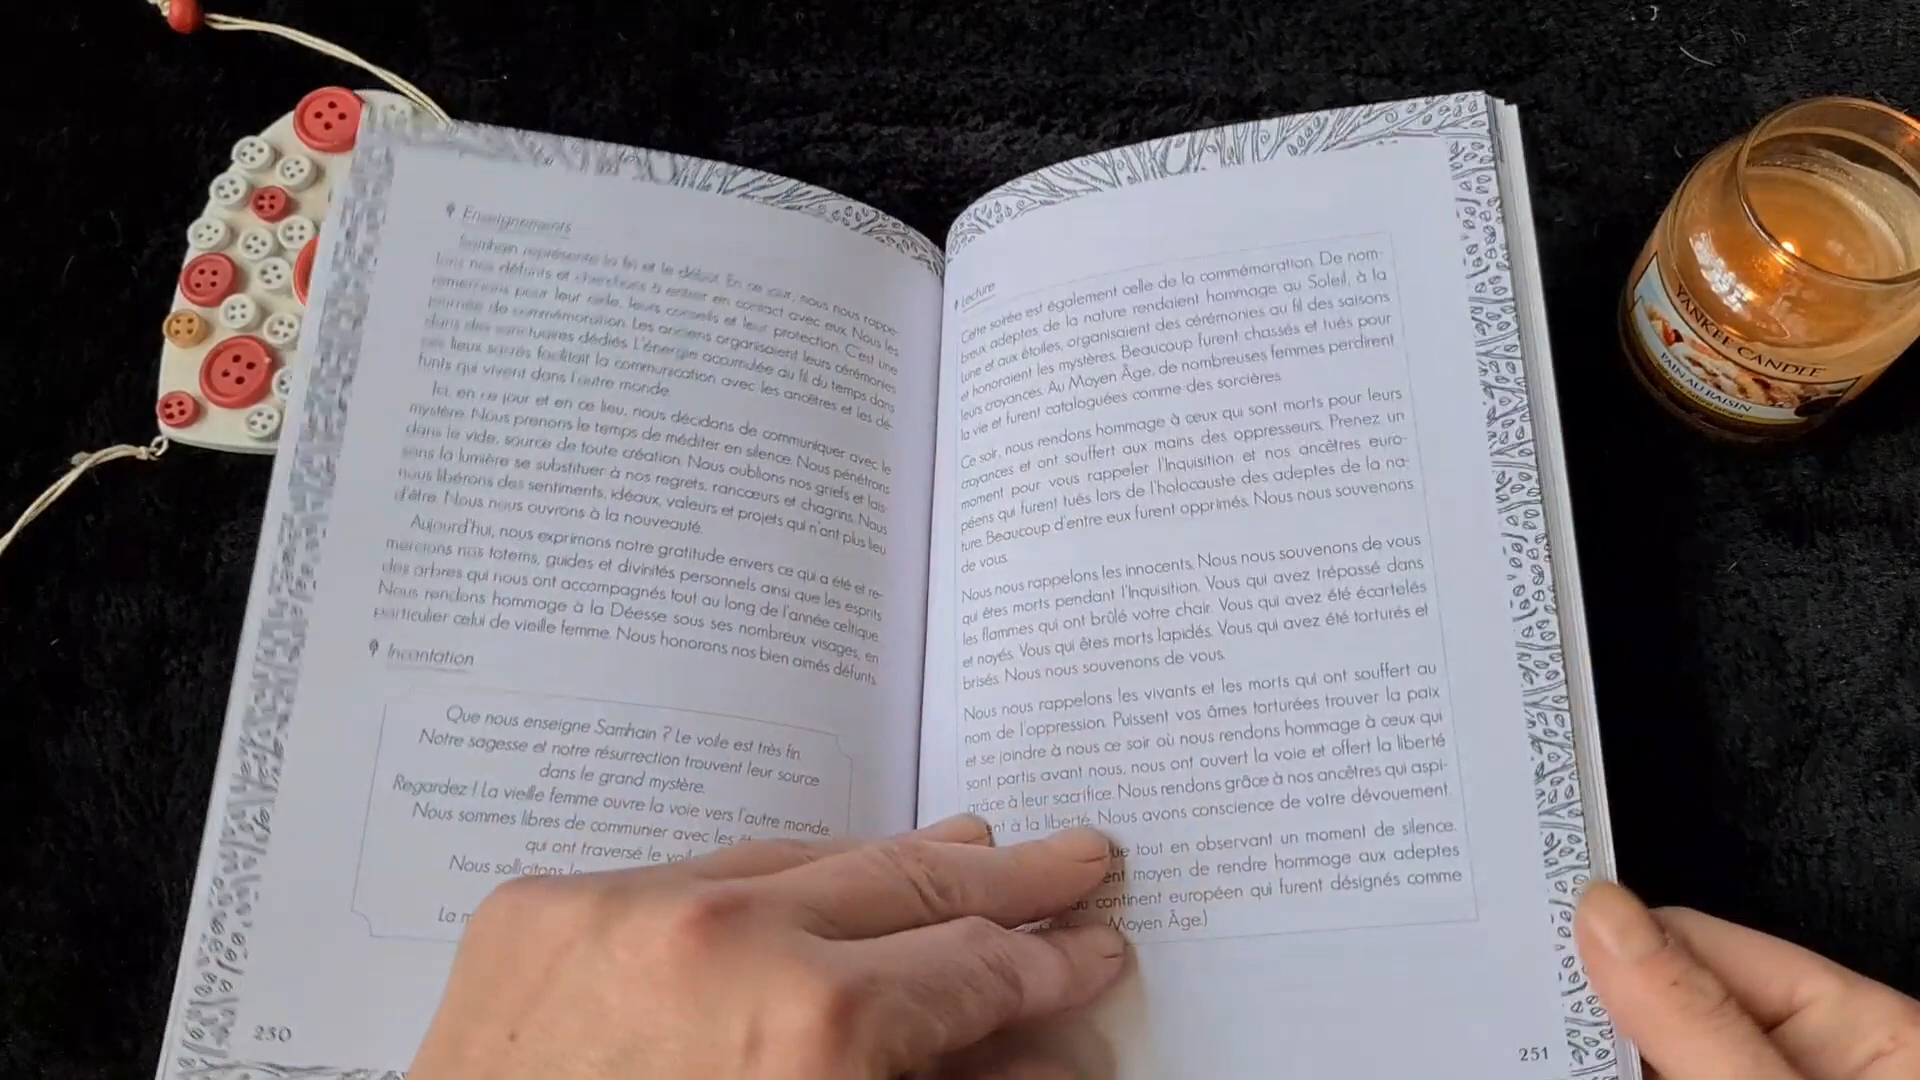 Enseignements
Samhain représente la fin et le début. En ce jour, nous nous rappe-
lons nos défunts et cherchons à entrer en contact avec eux. Nous les
remercions pour leur aide, leurs conseils et leur protection. C'est une
journée de commémoration. Les anciens organisaient leurs cérémonies
dans des sanctuaires dédiés. L'énergie accumulée au fil du temps dans
ces lieux sacrés facilitait la communication avec les ancêtres et les dé-
funts qui vivent dans l'autre monde.
Ici, en ce jour et en ce lieu, nous décidons de communiquer avec le
mystère. Nous prenons le temps de méditer en silence. Nous pénétrons
dans le vide, source de toute création. Nous oublions nos griefs et lais-
sons la lumière se substituer à nos regrets, rancœurs et chagrins. Nous
nous libérons des sentiments, idéaux, valeurs et projets qui n'ont plus lieu
d'être. Nous nous ouvrons à la nouveauté.
Aujourd'hui, nous exprimons notre gratitude envers ce qui a été et re-
mercions nos totems, guides et divinités personnels ainsi que les esprits
des arbres qui nous ont accompagnés tout au long de l'année celtique.
Nous rendons hommage à la Déesse sous ses nombreux visages, en
particulier celui de vieille femme. Nous honorons nos bien aimés défunts.
Incantation
Que nous enseigne Samhain ? Le voile est très fin.
Notre sagesse et notre résurrection trouvent leur source
dans le grand mystère.
Regardez ! La vieille femme ouvre la voie vers l'autre monde.
Nous sommes libres de communier avec les
qui ont traversé le voile
Nous sollicitons
La
250
Lecture
Cette soirée est également celle de la commémoration. De nom-
breux adeptes de la nature rendaient hommage au Soleil, à la
Lune et aux étoiles, organisaient des cérémonies au fil des saisons
et honoraient les mystères. Beaucoup furent chassés et tués pour
leurs croyances. Au Moyen Âge, de nombreuses femmes perdirent
la vie et furent cataloguées comme des sorcières.
Ce soir, nous rendons hommage à ceux qui sont morts pour leurs
croyances et ont souffert aux mains des oppresseurs. Prenez un
moment pour vous rappeler l'Inquisition et nos ancêtres euro-
péens qui furent tués lors de l'holocauste des adeptes de la na-
ture. Beaucoup d'entre eux furent opprimés. Nous nous souvenons
de vous.
Nous nous rappelons les innocents. Nous nous souvenons de vous
qui êtes morts pendant l'Inquisition. Vous qui avez trépassé dans
les flammes qui ont brûlé votre chair. Vous qui avez été écartelés
et noyés. Vous qui êtes morts lapidés. Vous qui avez été torturés et
brisés. Nous nous souvenons de vous.
Nous nous rappelons les vivants et les morts qui ont souffert au
nom de l'oppression. Puissent vos âmes torturées trouver la paix
et se joindre à nous ce soir où nous rendons hommage à ceux qui
sont partis avant nous, nous ont ouvert la voie et offert la liberté
grâce à leur sacrifice. Nous rendons grâce à nos ancêtres qui aspi-
ent à la liberté. Nous avons conscience de votre dévouement.
ue tout en observant un moment de silence.
ent moyen de rendre hommage aux adeptes
du continent européen qui furent désignés comme
Moyen Âge.)
251
YANKEE CANDLE
PAIN AU RAISIN